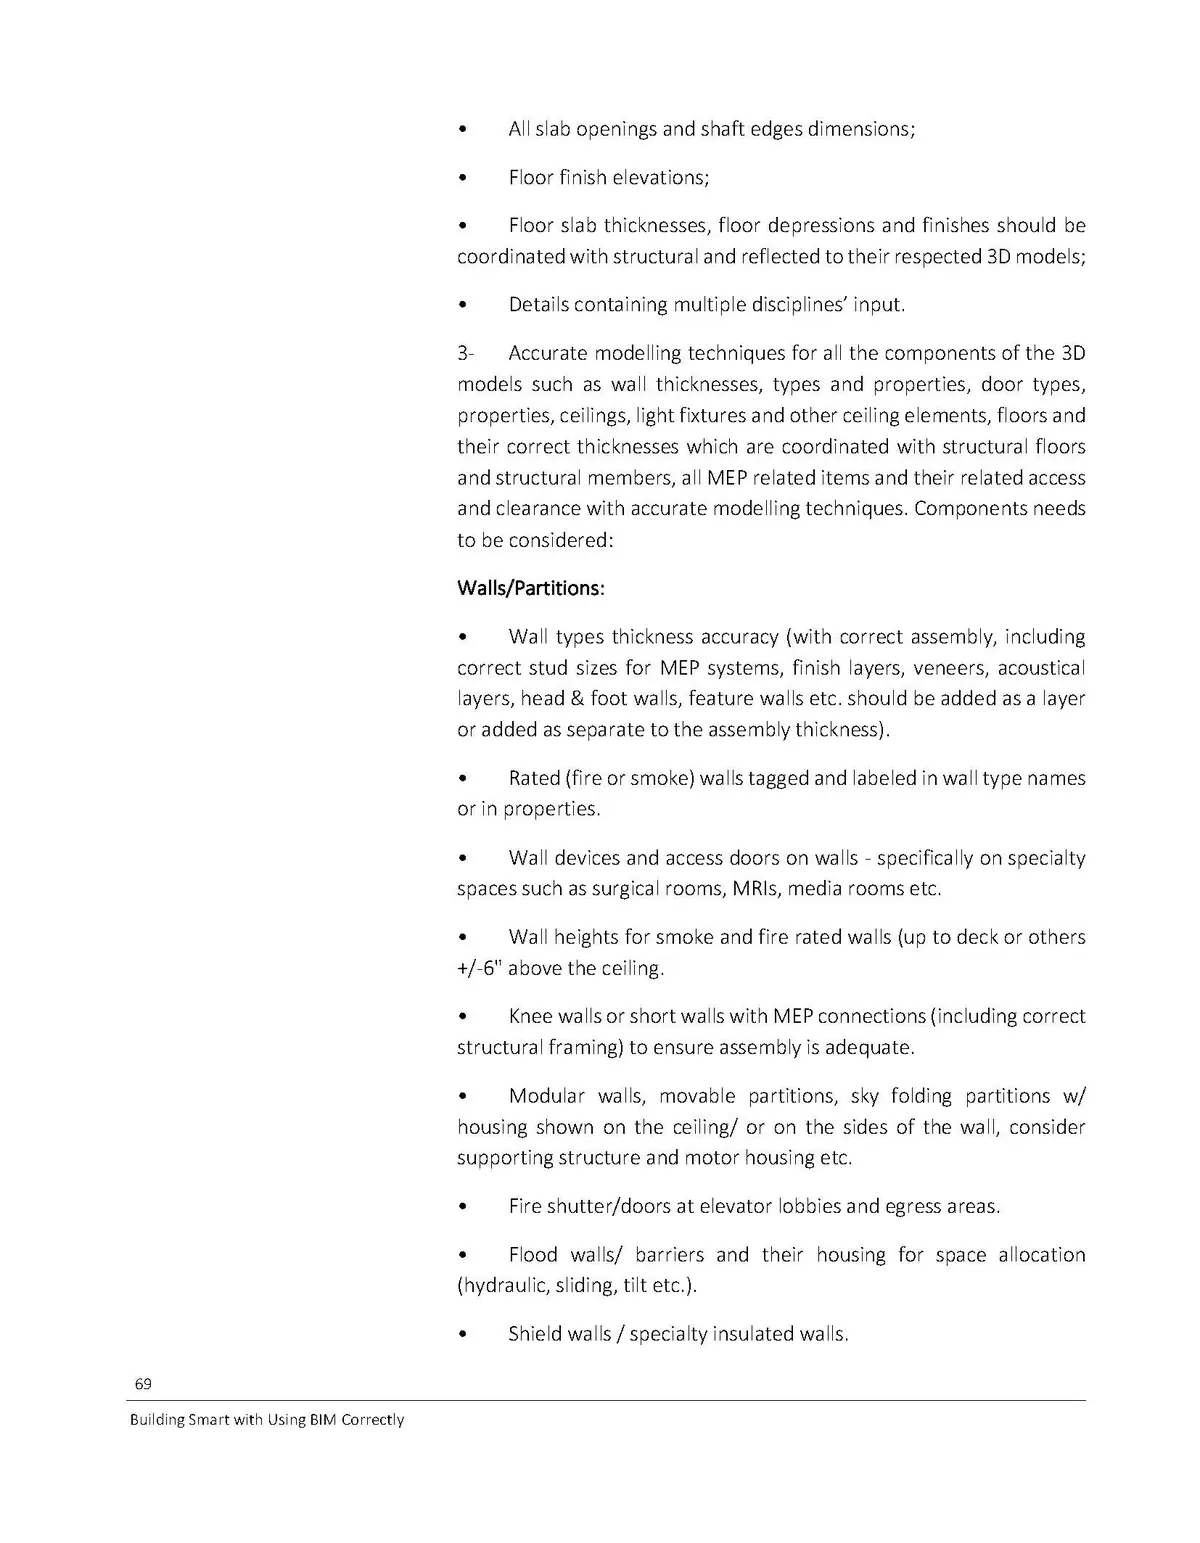 • All slab openings and shaft edges dimensions;
• Floor finish elevations;
• Floor slab thicknesses, floor depressions and finishes should be
coordinated with structural and reflected to their respected 3D models;
• Details containing multiple disciplines’ input.
3- Accurate modelling techniques for all the components of the 3D
models such as wall thicknesses, types and properties, door types,
properties, ceilings, light fixtures and other ceiling elements, floors and
their correct thicknesses which are coordinated with structural floors
and structural members, all MEP related items and their related access
and clearance with accurate modelling techniques. Components needs
to be considered:
Walls/Partitions:
• Wall types thickness accuracy (with correct assembly, including
correct stud sizes for MEP systems, finish layers, veneers, acoustical
layers, head & foot walls, feature walls etc. should be added as a layer
or added as separate to the assembly thickness).
• Rated (fire or smoke) walls tagged and labeled in wall type names
or in properties.
• Wall devices and access doors on walls - specifically on specialty
spaces such as surgical rooms, MRIs, media rooms etc.
• Wall heights for smoke and fire rated walls (up to deck or others
+/-6" above the ceiling.
• Knee walls or short walls with MEP connections (including correct
structural framing) to ensure assembly is adequate.
• Modular walls, movable partitions, sky folding partitions w/
housing shown on the ceiling/ or on the sides of the wall, consider
supporting structure and motor housing etc.
• Fire shutter/doors at elevator lobbies and egress areas.
• Flood walls/ barriers and their housing for space allocation
(hydraulic, sliding, tilt etc.).
• Shield walls / specialty insulated walls.
69
Building Smart with Using BIM Correctly